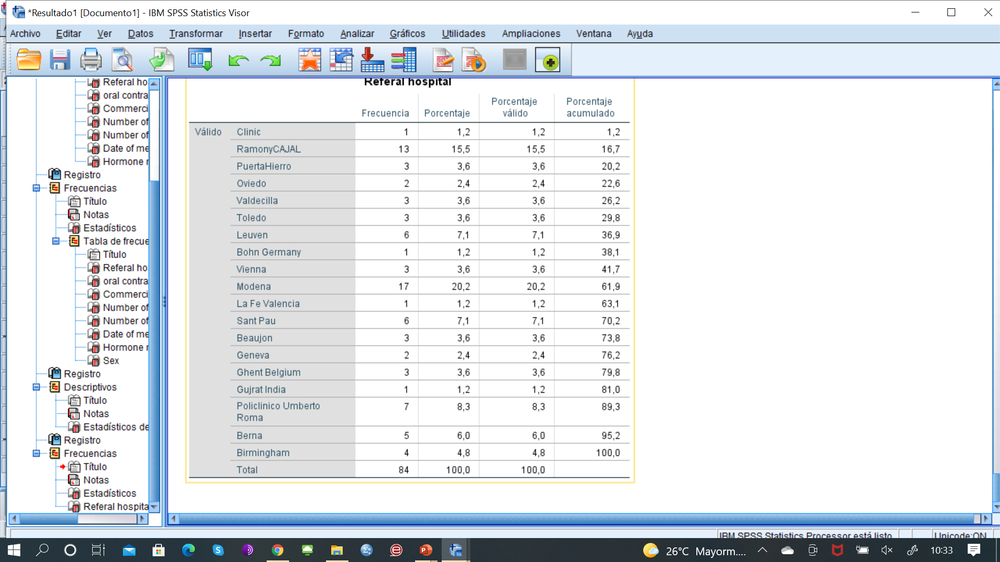 *Resultado1 [Documento1] - IBM SPSS Statistics Visor
Archivo Editar Ver Datos Transformar Insertar Formato Analizar Gráficos Utilidades Ampliaciones Ventana Ayuda
Referal ho
oral contra
Commerci
Number of
Number of
Date of me
Hormone r
Registro
Frecuencias
Título
Notas
Estadísticos
Tabla de frecue
Título
Referal ho
oral contra
Commerci
Number of
Number of
Date of me
Hormone r
Sex
Registro
Descriptivos
Título
Notas
Estadísticos de
Registro
Frecuencias
Título
Notas
Estadísticos
Referal hospita
Referal hospital
Frecuencia Porcentaje Porcentaje válido Porcentaje acumulado
Válido Clinic 1 1,2 1,2 1,2
RamonyCAJAL 13 15,5 15,5 16,7
PuertaHierro 3 3,6 3,6 20,2
Oviedo 2 2,4 2,4 22,6
Valdecilla 3 3,6 3,6 26,2
Toledo 3 3,6 3,6 29,8
Leuven 6 7,1 7,1 36,9
Bohn Germany 1 1,2 1,2 38,1
Vienna 3 3,6 3,6 41,7
Modena 17 20,2 20,2 61,9
La Fe Valencia 1 1,2 1,2 63,1
Sant Pau 6 7,1 7,1 70,2
Beaujon 3 3,6 3,6 73,8
Geneva 2 2,4 2,4 76,2
Ghent Belgium 3 3,6 3,6 79,8
Gujrat India 1 1,2 1,2 81,0
Policlinico Umberto Roma 7 8,3 8,3 89,3
Berna 5 6,0 6,0 95,2
Birmingham 4 4,8 4,8 100,0
Total 84 100,0 100,0
IBM SPSS Statistics Processor está listo Unicode:ON
26°C Mayorm.... 10:33